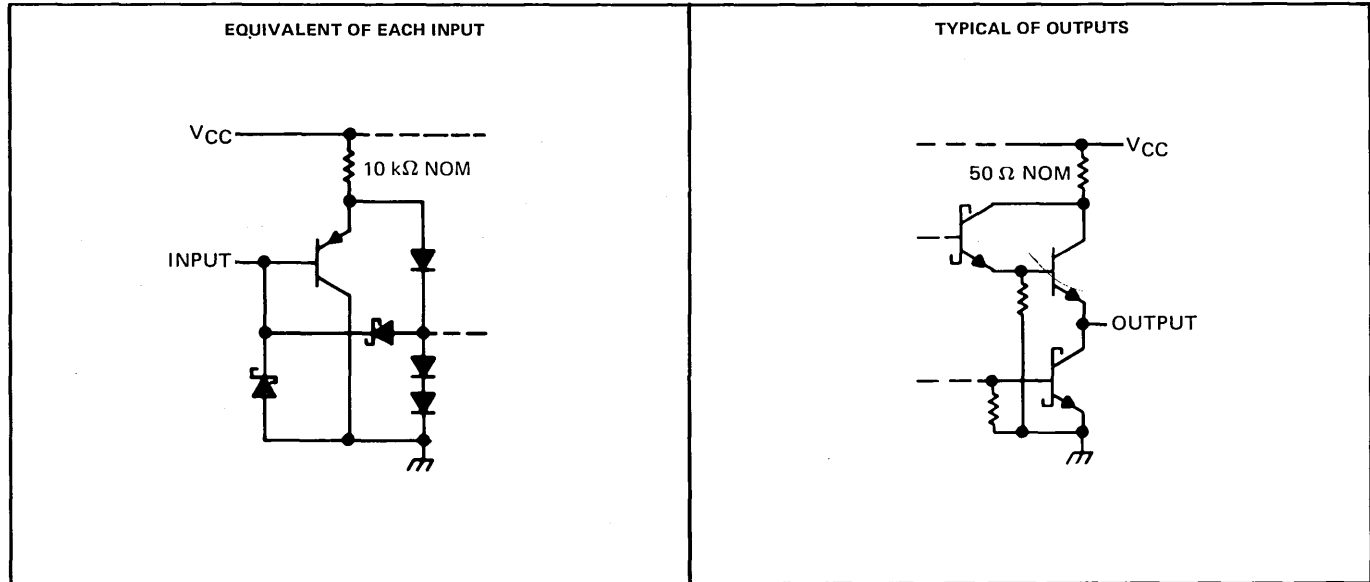 EQUIVALENT OF EACH INPUT
VCC
10 kΩ NOM
INPUT
TYPICAL OF OUTPUTS
VCC
50 Ω NOM
OUTPUT